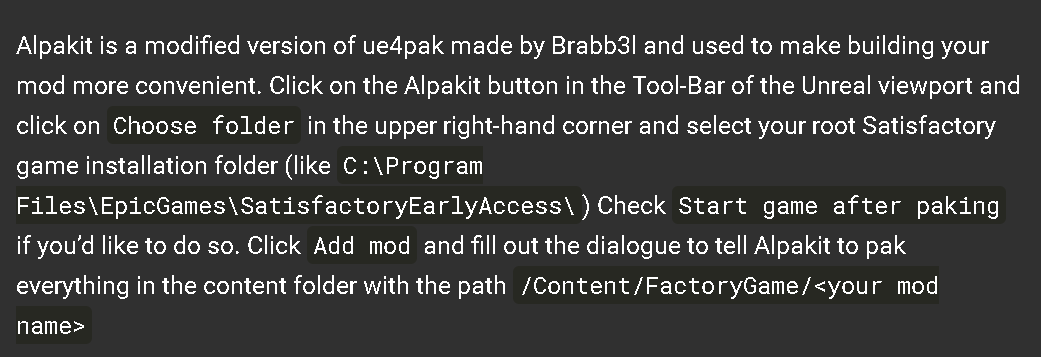 Alpakit is a modified version of ue4pak made by Brabb3l and used to make building your
mod more convenient. Click on the Alpakit button in the Tool-Bar of the Unreal viewport and
click on Choose folder in the upper right-hand corner and select your root Satisfactory
game installation folder (like C:\Program
Files\EpicGames\SatisfactoryEarlyAccess\) Check Start game after paking
if you’d like to do so. Click Add mod and fill out the dialogue to tell Alpakit to pak
everything in the content folder with the path /Content/FactoryGame/<your mod
name>